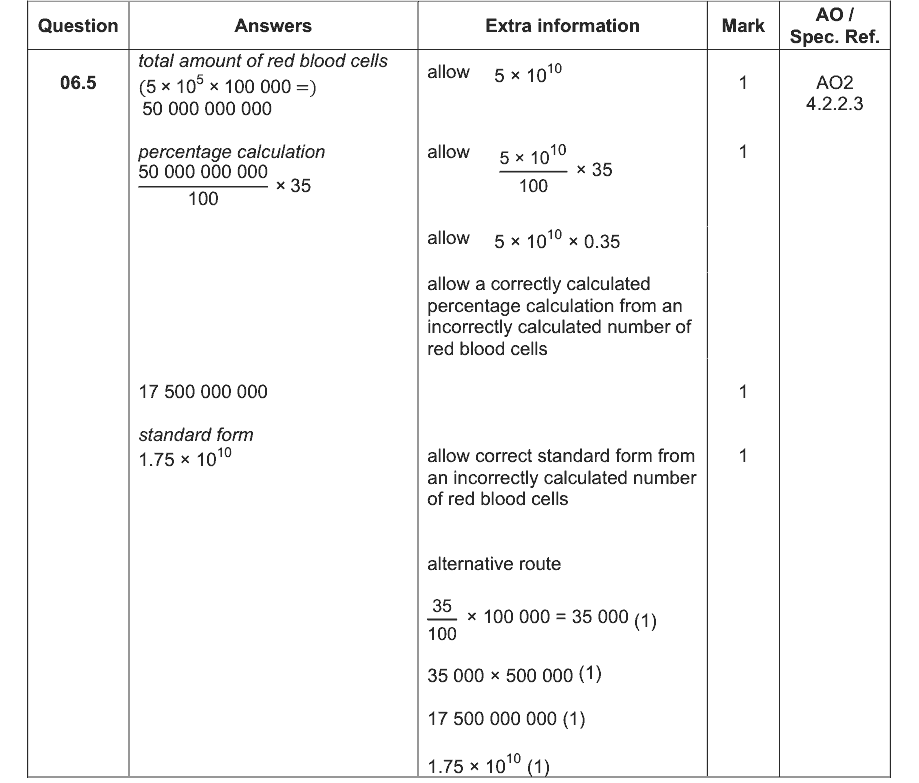 Question Answers Extra information Mark AO / Spec. Ref.
06.5
total amount of red blood cells
(5 × 10⁵ × 100 000 =)
50 000 000 000
allow 5 × 10¹⁰
1
AO2
4.2.2.3
percentage calculation
50 000 000 000 / 100 × 35
allow 5 × 10¹⁰ / 100 × 35
1
allow 5 × 10¹⁰ × 0.35
allow a correctly calculated
percentage calculation from an
incorrectly calculated number of
red blood cells
17 500 000 000
1
standard form
1.75 × 10¹⁰
allow correct standard form from
an incorrectly calculated number
of red blood cells
1
alternative route
35 / 100 × 100 000 = 35 000 (1)
35 000 × 500 000 (1)
17 500 000 000 (1)
1.75 × 10¹⁰ (1)